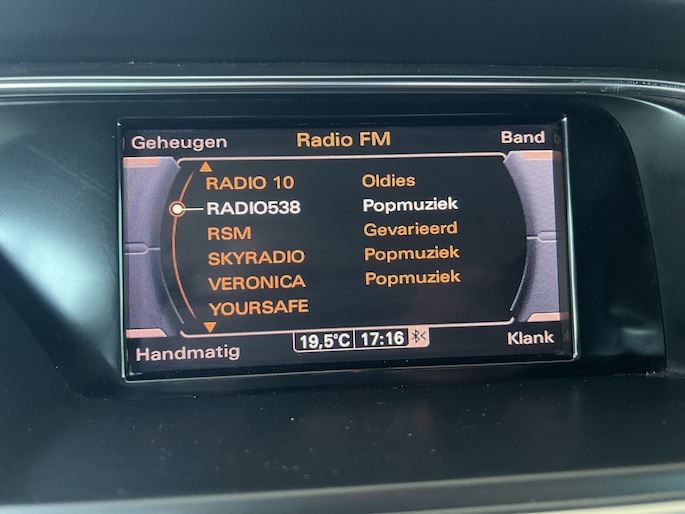 Geheugen Radio FM Band
RADIO 10 Oldies
RADIO538 Popmuziek
RSM Gevarieerd
SKYRADIO Popmuziek
VERONICA Popmuziek
YOURSAFE
19,5°C 17:16
Handmatig Klank